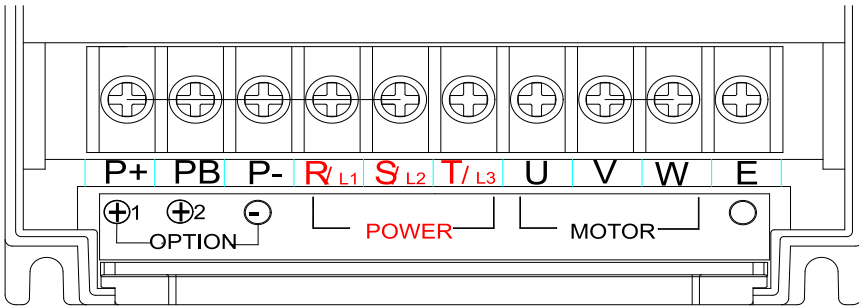 P+ PB P- R/L1 S/L2 T/L3 U V W E
+1 +2 -
OPTION POWER MOTOR